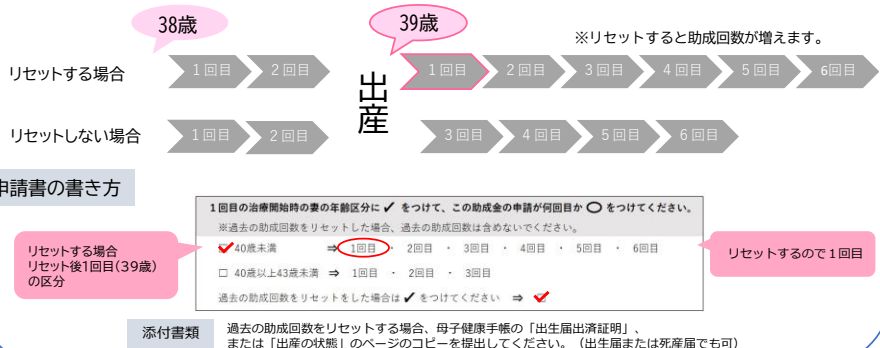 38歳
39歳
※リセットすると助成回数が増えます。
リセットする場合
1回目 2回目 出産 1回目 2回目 3回目 4回目 5回目 6回目
リセットしない場合
1回目 2回目 3回目 4回目 5回目 6回目
申請書の書き方
1回目の治療開始時の妻の年齢区分に✓をつけて、この助成金の申請が何回目か〇をつけてください。
※過去の助成回数をリセットした場合、過去の助成回数は含めないでください。
☑ 40歳未満 ⇒ 1回目 ・ 2回目 ・ 3回目 ・ 4回目 ・ 5回目 ・ 6回目
□ 40歳以上43歳未満 ⇒ 1回目 ・ 2回目 ・ 3回目
過去の助成回数をリセットをした場合は✓をつけてください ⇒ ☑
リセットする場合
リセット後1回目(39歳)
の区分
リセットするので1回目
添付書類
過去の助成回数をリセットする場合、母子健康手帳の「出生届出済証明」、
または「出産の状態」のページのコピーを提出してください。（出生届または死産届でも可）